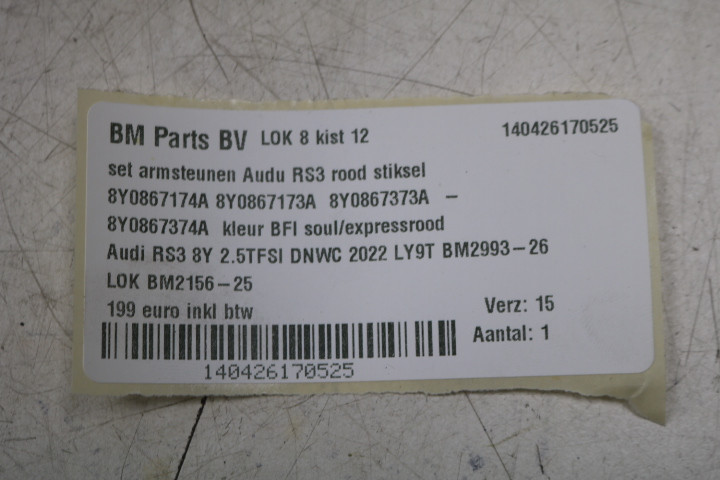 BM Parts BV LOK 8 kist 12 140426170525
set armsteunen Audu RS3 rood stiksel
8Y0867174A 8Y0867173A 8Y0867373A -
8Y0867374A kleur BFI soul/expressrood
Audi RS3 8Y 2.5TFSI DNWC 2022 LY9T BM2993-26
LOK BM2156-25
199 euro inkl btw Verz: 15
Aantal: 1
140426170525